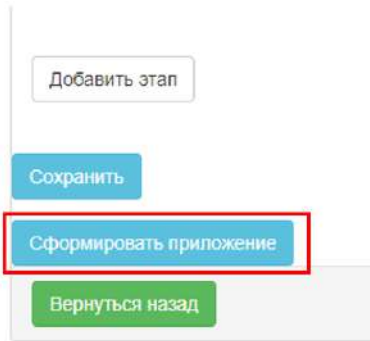 Добавить этап
Сохранить
Сформировать приложение
Вернуться назад